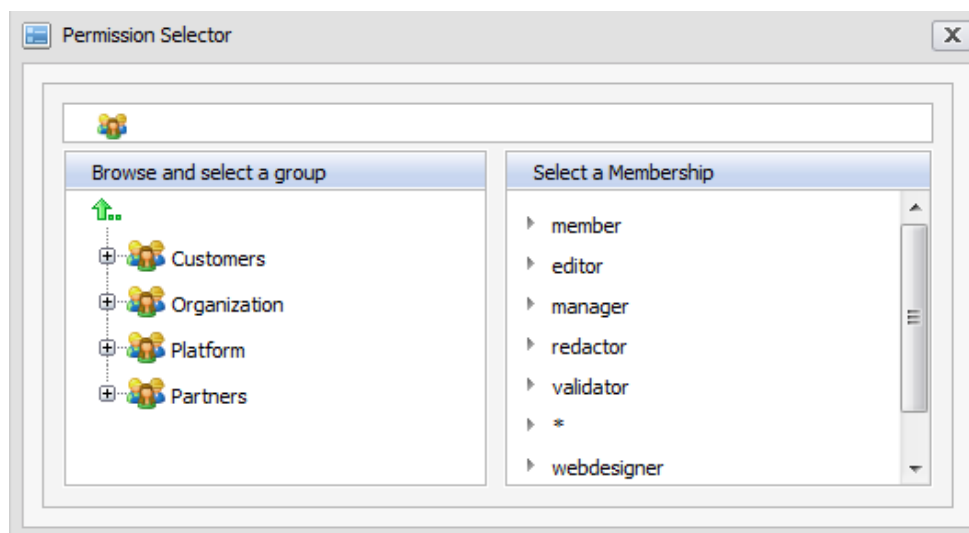 Permission Selector
Browse and select a group
Customers
Organization
Platform
Partners
Select a Membership
member
editor
manager
redactor
validator
*
webdesigner